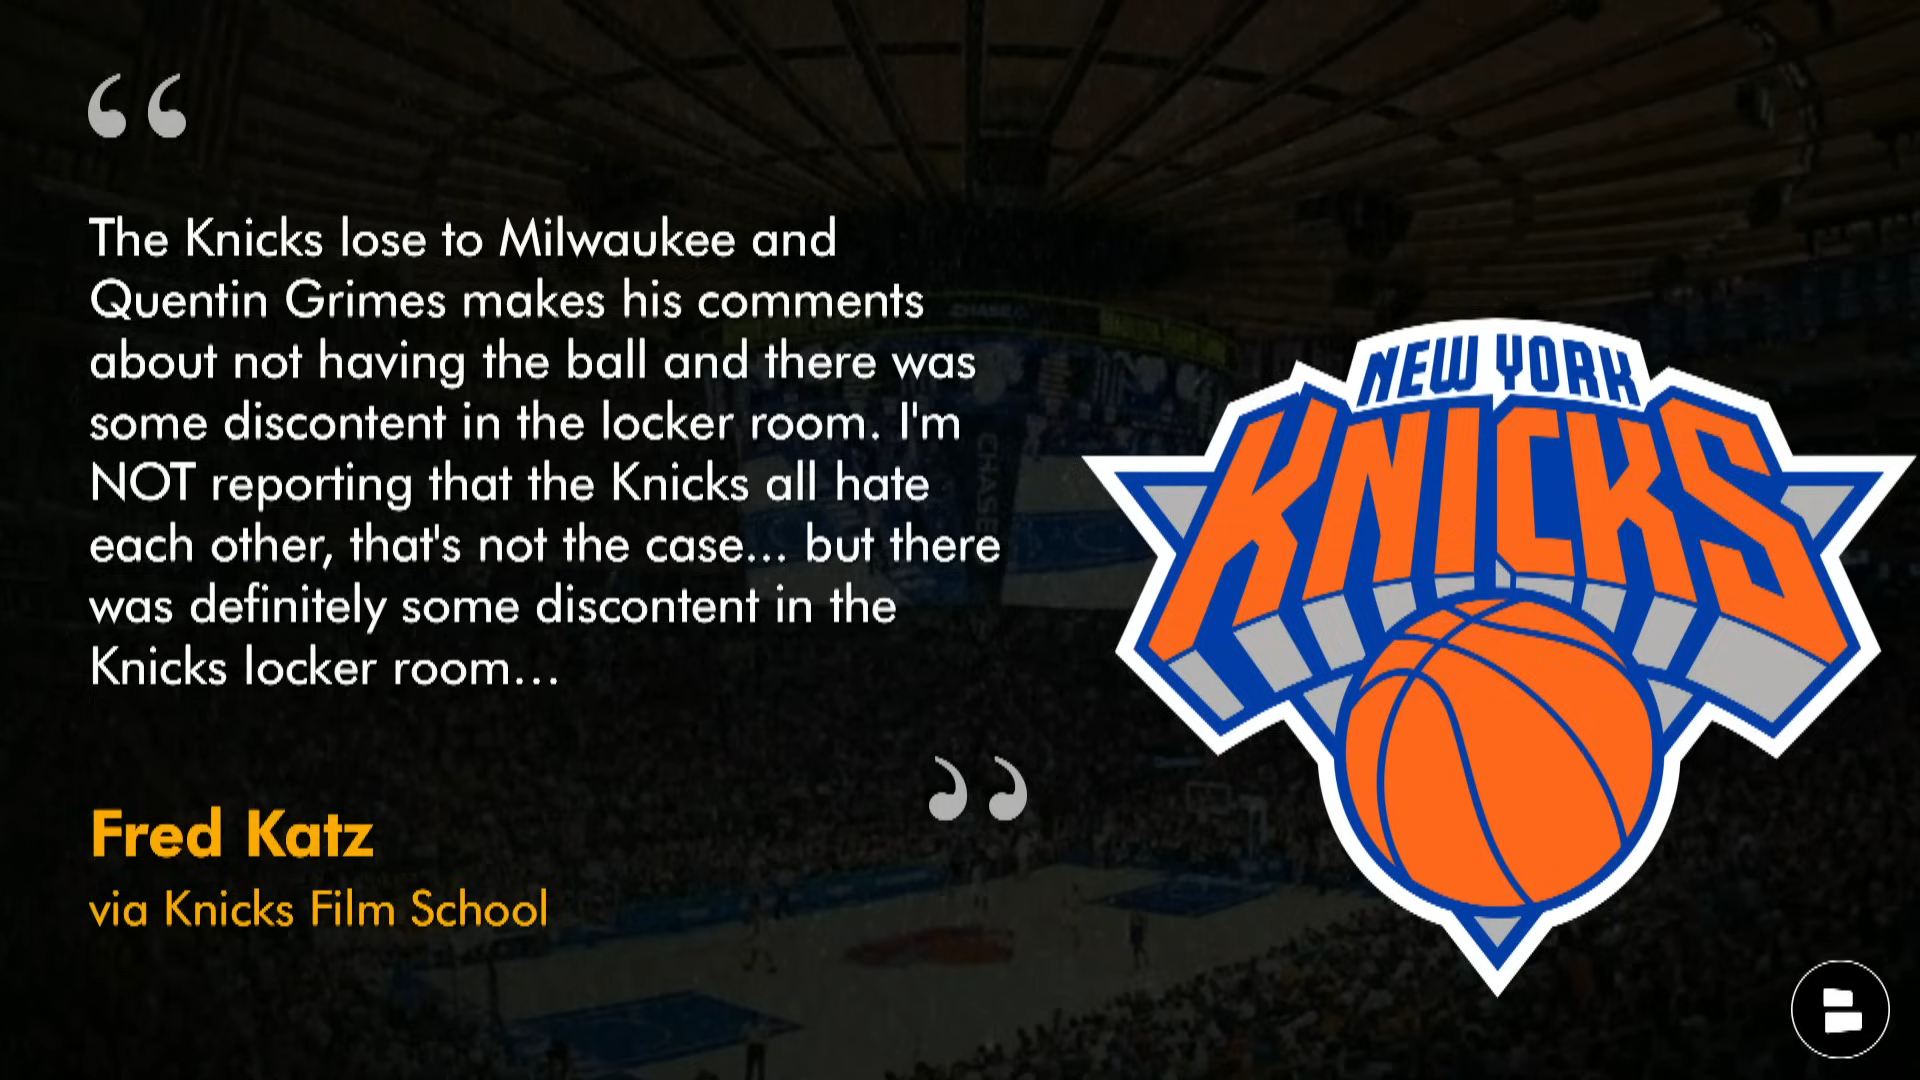 “
The Knicks lose to Milwaukee and
Quentin Grimes makes his comments
about not having the ball and there was
some discontent in the locker room. I'm
NOT reporting that the Knicks all hate
each other, that's not the case... but there
was definitely some discontent in the
Knicks locker room...
”
Fred Katz
via Knicks Film School
NEW YORK
KNICKS
CHASE
CHASE